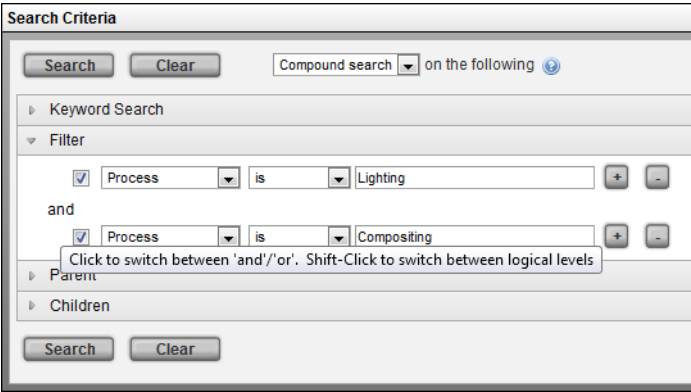 Search Criteria
Search Clear Compound search on the following ?
Keyword Search
Filter
Process is Lighting + -
and
Process is Compositing + -
Click to switch between 'and'/'or'. Shift-Click to switch between logical levels
Parent
Children
Search Clear